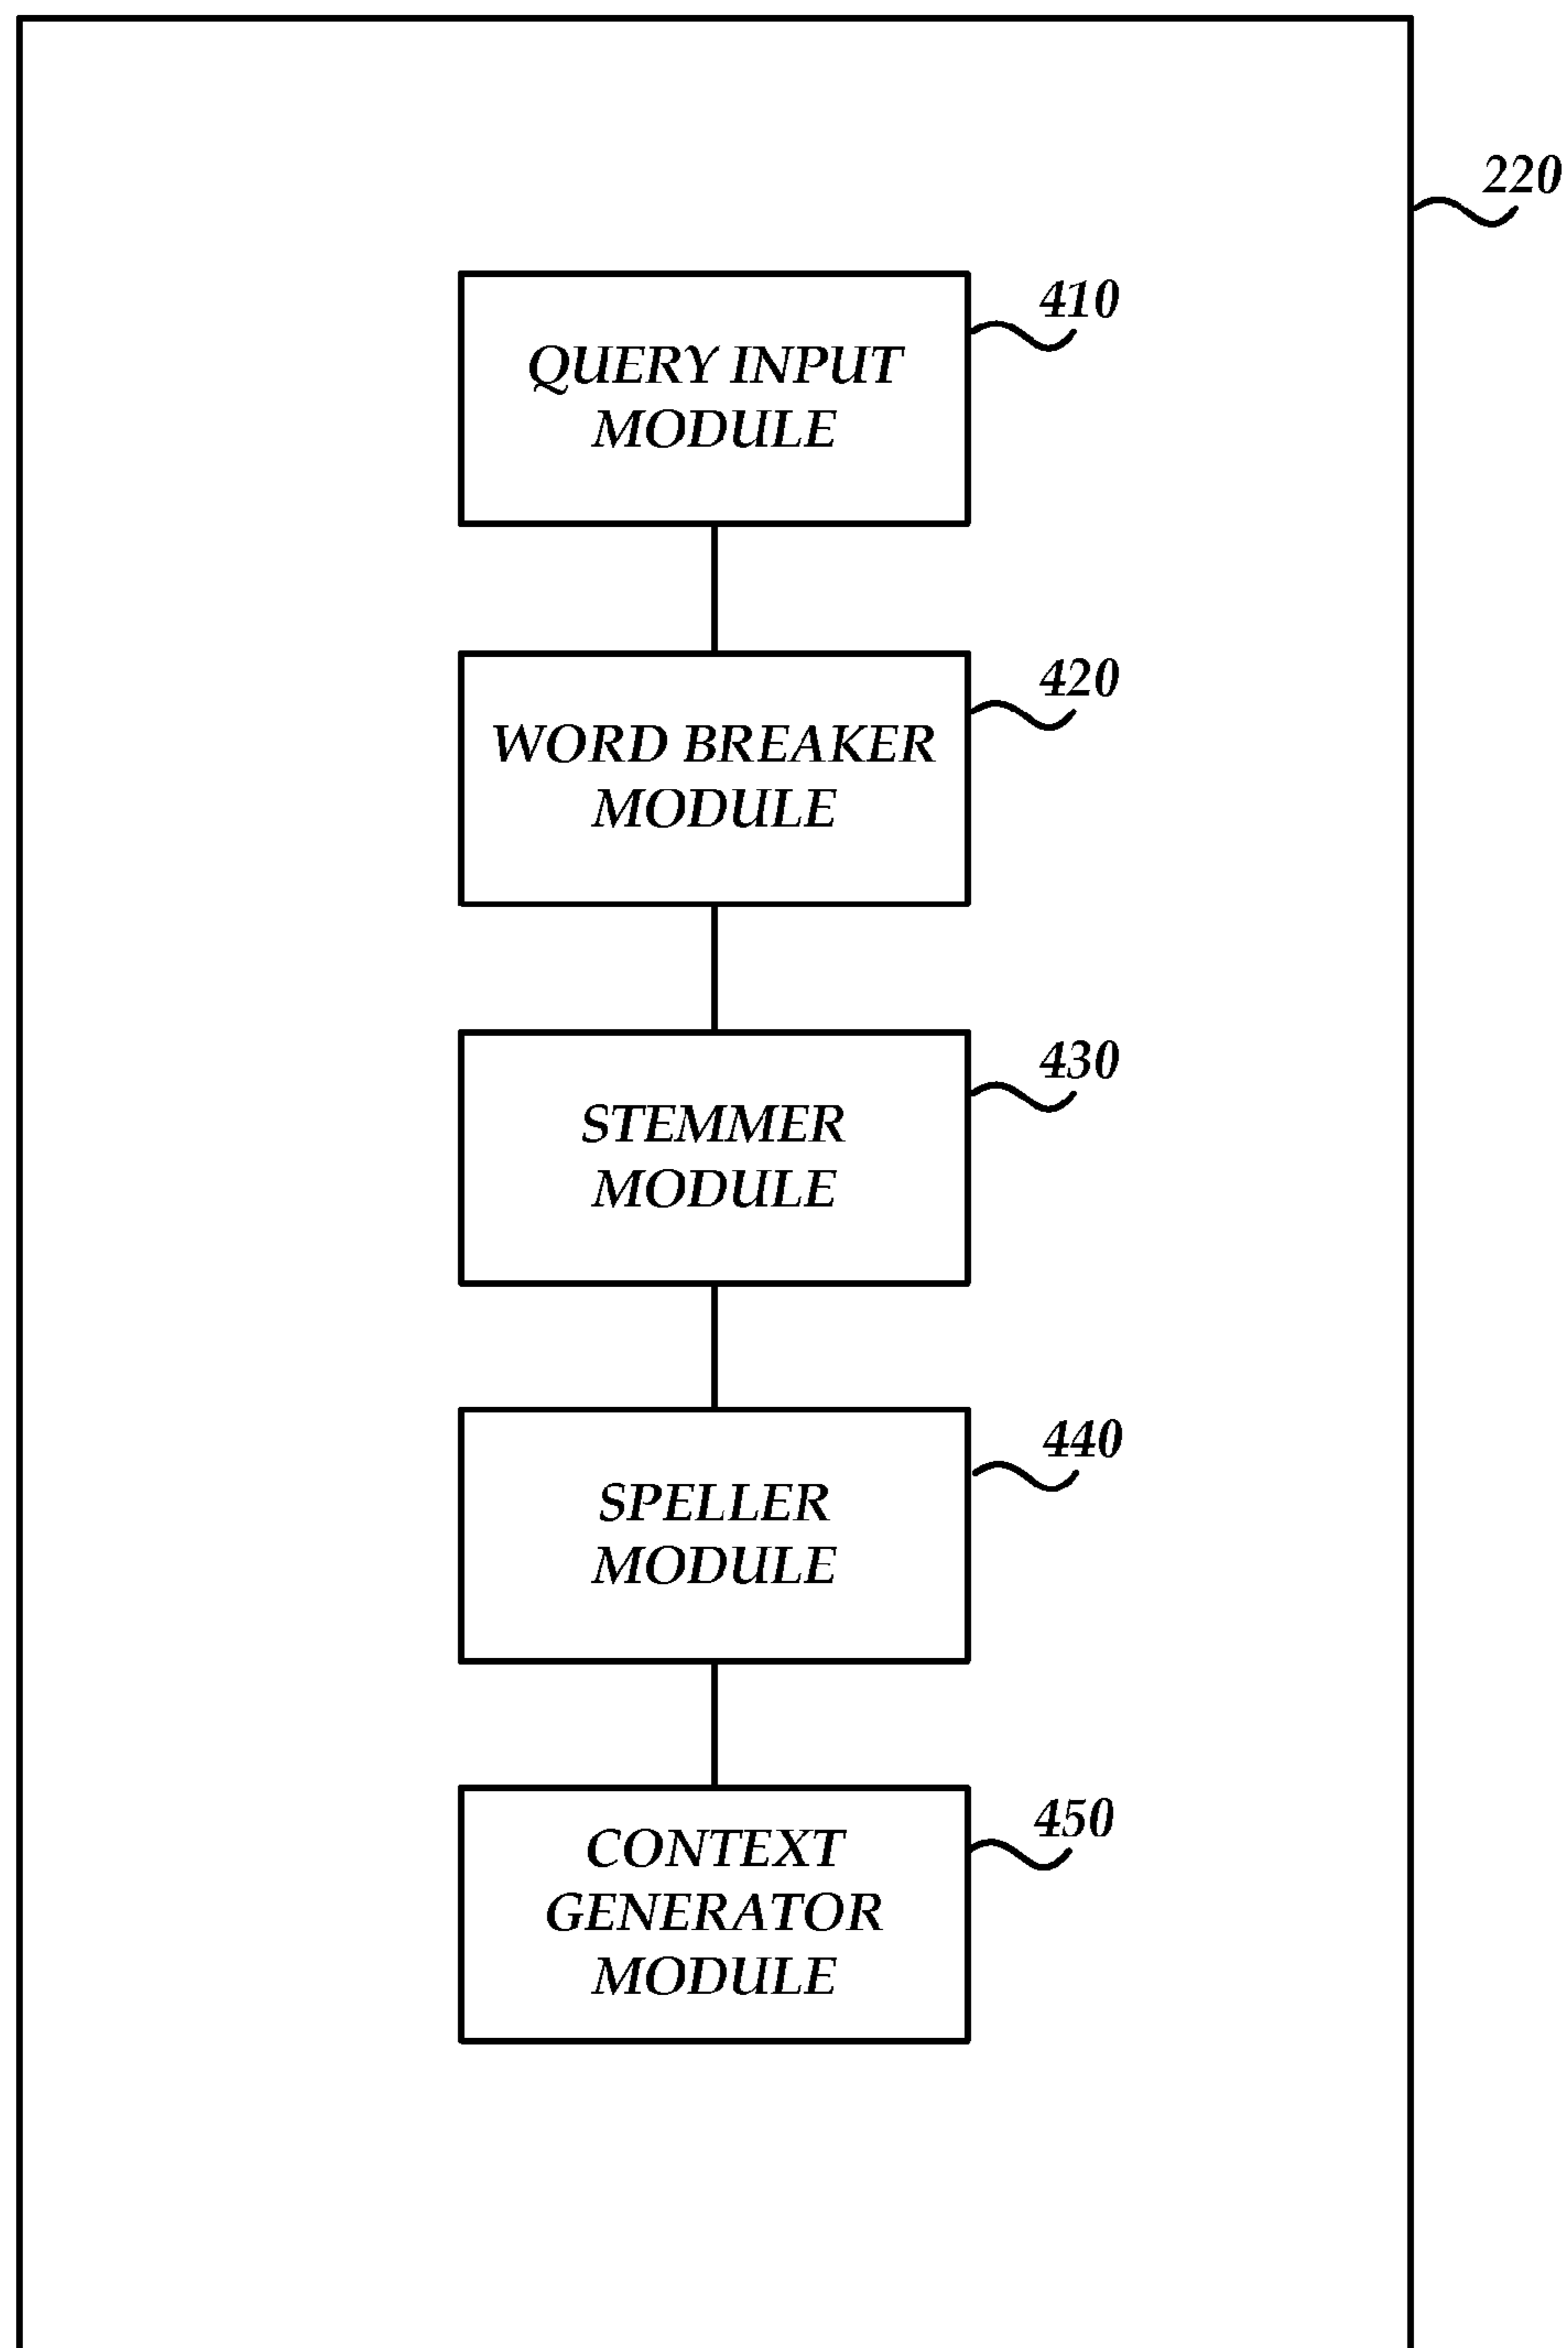 220
410
QUERY INPUT
MODULE
420
WORD BREAKER
MODULE
430
STEMMER
MODULE
440
SPELLER
MODULE
450
CONTEXT
GENERATOR
MODULE